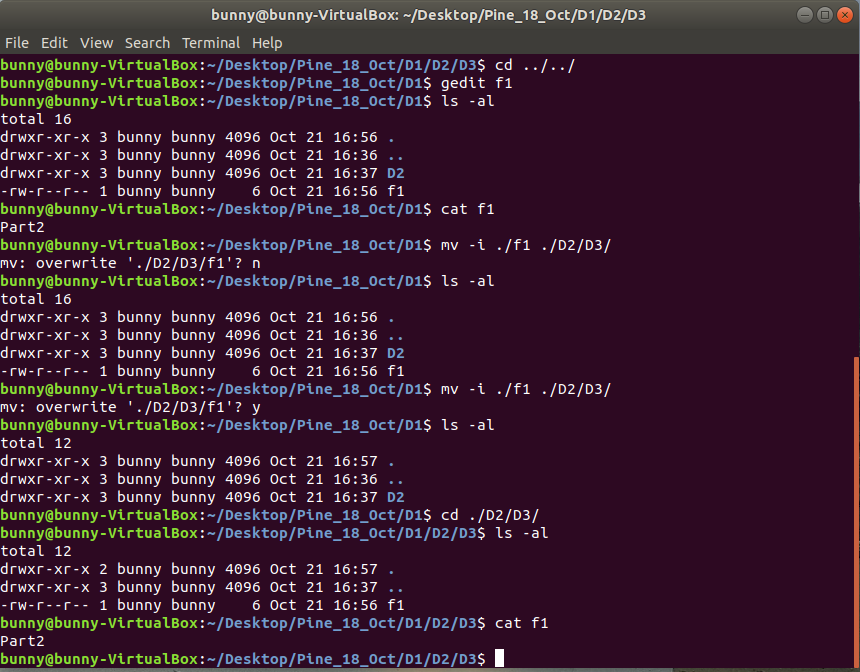 bunny@bunny-VirtualBox: ~/Desktop/Pine_18_Oct/D1/D2/D3
File Edit View Search Terminal Help
bunny@bunny-VirtualBox:~/Desktop/Pine_18_Oct/D1/D2/D3$ cd ../../
bunny@bunny-VirtualBox:~/Desktop/Pine_18_Oct/D1$ gedit f1
bunny@bunny-VirtualBox:~/Desktop/Pine_18_Oct/D1$ ls -al
total 16
drwxr-xr-x 3 bunny bunny 4096 Oct 21 16:56 .
drwxr-xr-x 3 bunny bunny 4096 Oct 21 16:36 ..
drwxr-xr-x 3 bunny bunny 4096 Oct 21 16:37 D2
-rw-r--r-- 1 bunny bunny    6 Oct 21 16:56 f1
bunny@bunny-VirtualBox:~/Desktop/Pine_18_Oct/D1$ cat f1
Part2
bunny@bunny-VirtualBox:~/Desktop/Pine_18_Oct/D1$ mv -i ./f1 ./D2/D3/
mv: overwrite './D2/D3/f1'? n
bunny@bunny-VirtualBox:~/Desktop/Pine_18_Oct/D1$ ls -al
total 16
drwxr-xr-x 3 bunny bunny 4096 Oct 21 16:56 .
drwxr-xr-x 3 bunny bunny 4096 Oct 21 16:36 ..
drwxr-xr-x 3 bunny bunny 4096 Oct 21 16:37 D2
-rw-r--r-- 1 bunny bunny    6 Oct 21 16:56 f1
bunny@bunny-VirtualBox:~/Desktop/Pine_18_Oct/D1$ mv -i ./f1 ./D2/D3/
mv: overwrite './D2/D3/f1'? y
bunny@bunny-VirtualBox:~/Desktop/Pine_18_Oct/D1$ ls -al
total 12
drwxr-xr-x 3 bunny bunny 4096 Oct 21 16:57 .
drwxr-xr-x 3 bunny bunny 4096 Oct 21 16:36 ..
drwxr-xr-x 3 bunny bunny 4096 Oct 21 16:37 D2
bunny@bunny-VirtualBox:~/Desktop/Pine_18_Oct/D1$ cd ./D2/D3/
bunny@bunny-VirtualBox:~/Desktop/Pine_18_Oct/D1/D2/D3$ ls -al
total 12
drwxr-xr-x 2 bunny bunny 4096 Oct 21 16:57 .
drwxr-xr-x 3 bunny bunny 4096 Oct 21 16:37 ..
-rw-r--r-- 1 bunny bunny    6 Oct 21 16:56 f1
bunny@bunny-VirtualBox:~/Desktop/Pine_18_Oct/D1/D2/D3$ cat f1
Part2
bunny@bunny-VirtualBox:~/Desktop/Pine_18_Oct/D1/D2/D3$